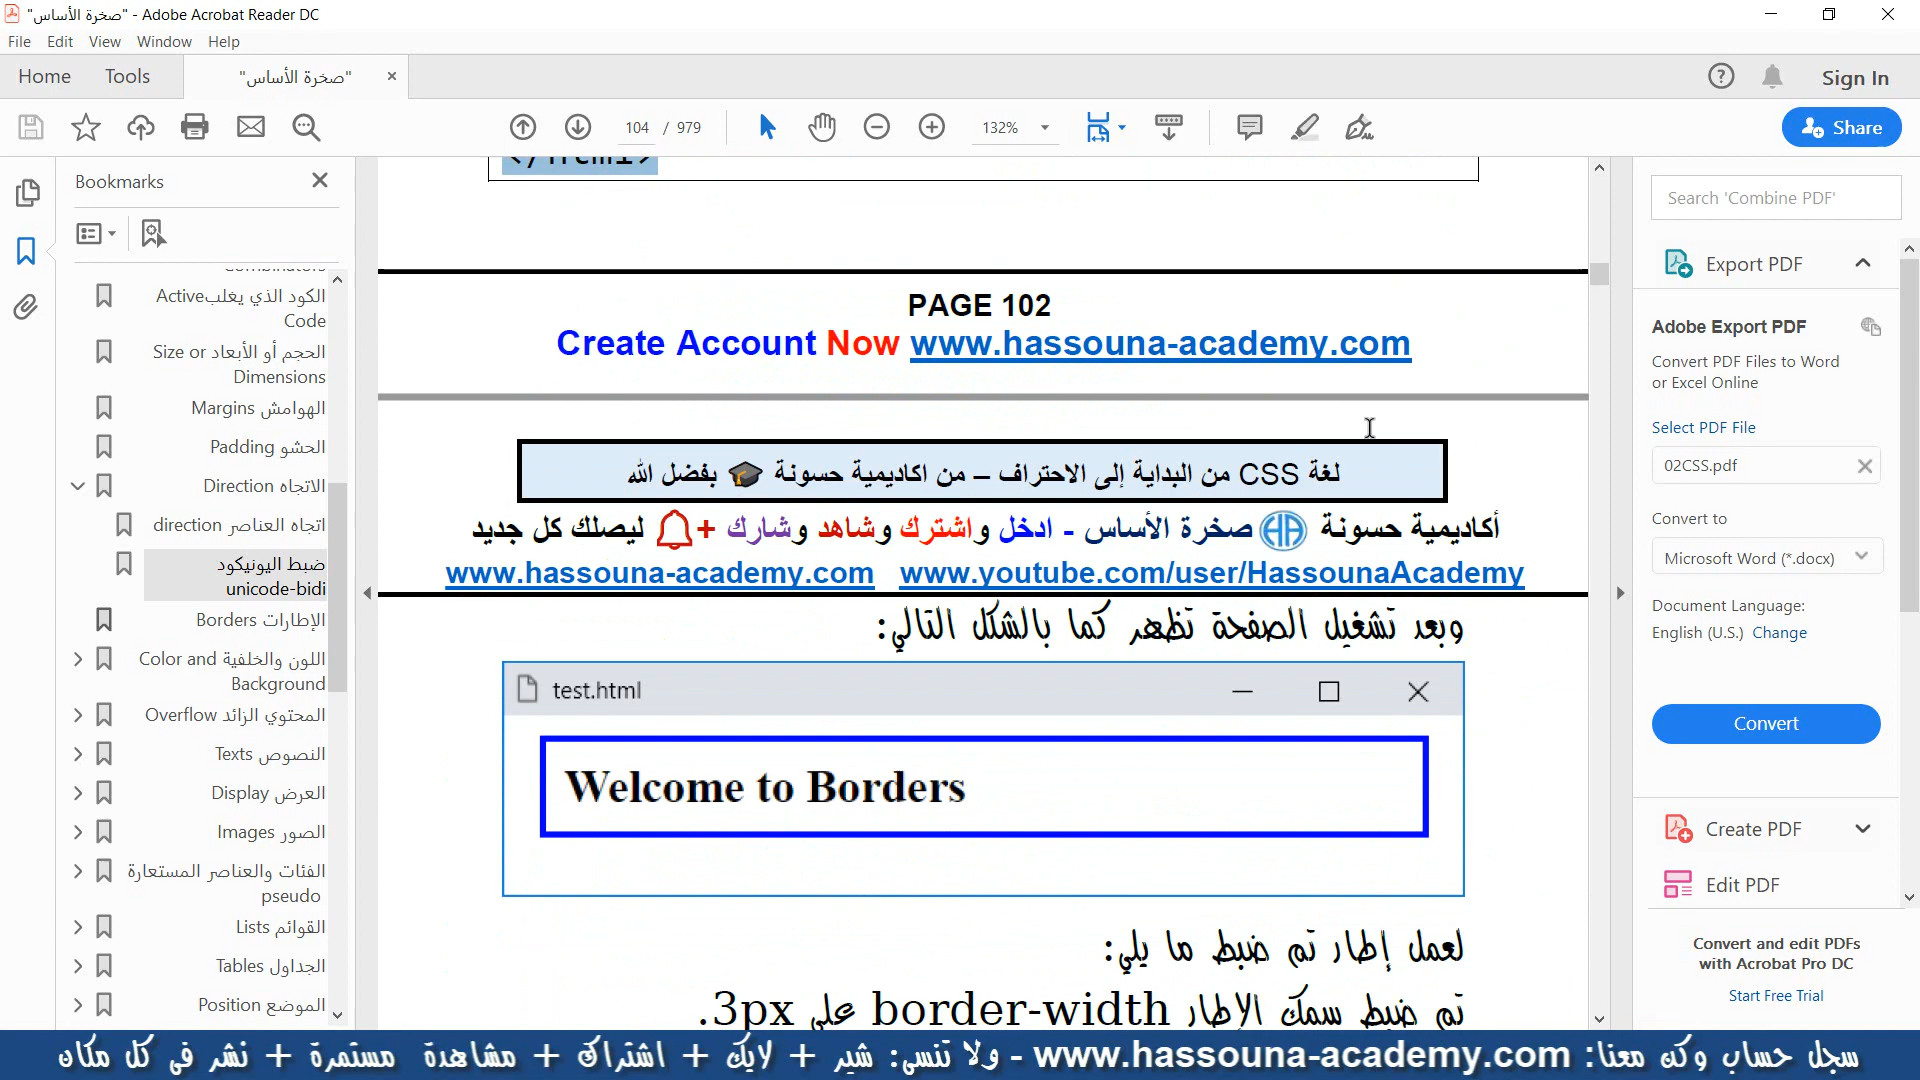 "صخرة الأساس" - Adobe Acrobat Reader DC
File Edit View Window Help
Home Tools "صخرة الأساس" Sign In
104 / 979 132% Share
Bookmarks
الكود الذي يغلب Active
Code
الحجم أو الأبعاد Size or
Dimensions
الهوامش Margins
الحشو Padding
الاتجاه Direction
اتجاه العناصر direction
ضبط اليونيكود
unicode-bidi
الإطارات Borders
اللون والخلفية Color and
Background
المحتوي الزائد Overflow
النصوص Texts
العرض Display
الصور Images
الفئات والعناصر المستعارة
pseudo
القوائم Lists
الجداول Tables
الموضع Position
PAGE 102
Create Account Now www.hassouna-academy.com
لغة CSS من البداية إلى الاحتراف – من اكاديمية حسونة بفضل الله
أكاديمية حسونة HA صخرة الأساس - ادخل واشترك وشاهد وشارك + ليصلك كل جديد
www.hassouna-academy.com www.youtube.com/user/HassounaAcademy
وبعد تشغيل الصفحة تظهر كما بالشكل التالي:
test.html
Welcome to Borders
لعمل إطار تم ضبط ما يلي:
تم ضبط سمك الإطار border-width على 3px.
Search 'Combine PDF'
Export PDF
Adobe Export PDF
Convert PDF Files to Word
or Excel Online
Select PDF File
02CSS.pdf
Convert to
Microsoft Word (*.docx)
Document Language:
English (U.S.) Change
Convert
Create PDF
Edit PDF
Convert and edit PDFs
with Acrobat Pro DC
Start Free Trial
سجل حساب وكن معنا: www.hassouna-academy.com - ولا تنسى: شير + لايك + اشتراك + مشاهدة مستمرة + نشر في كل مكان